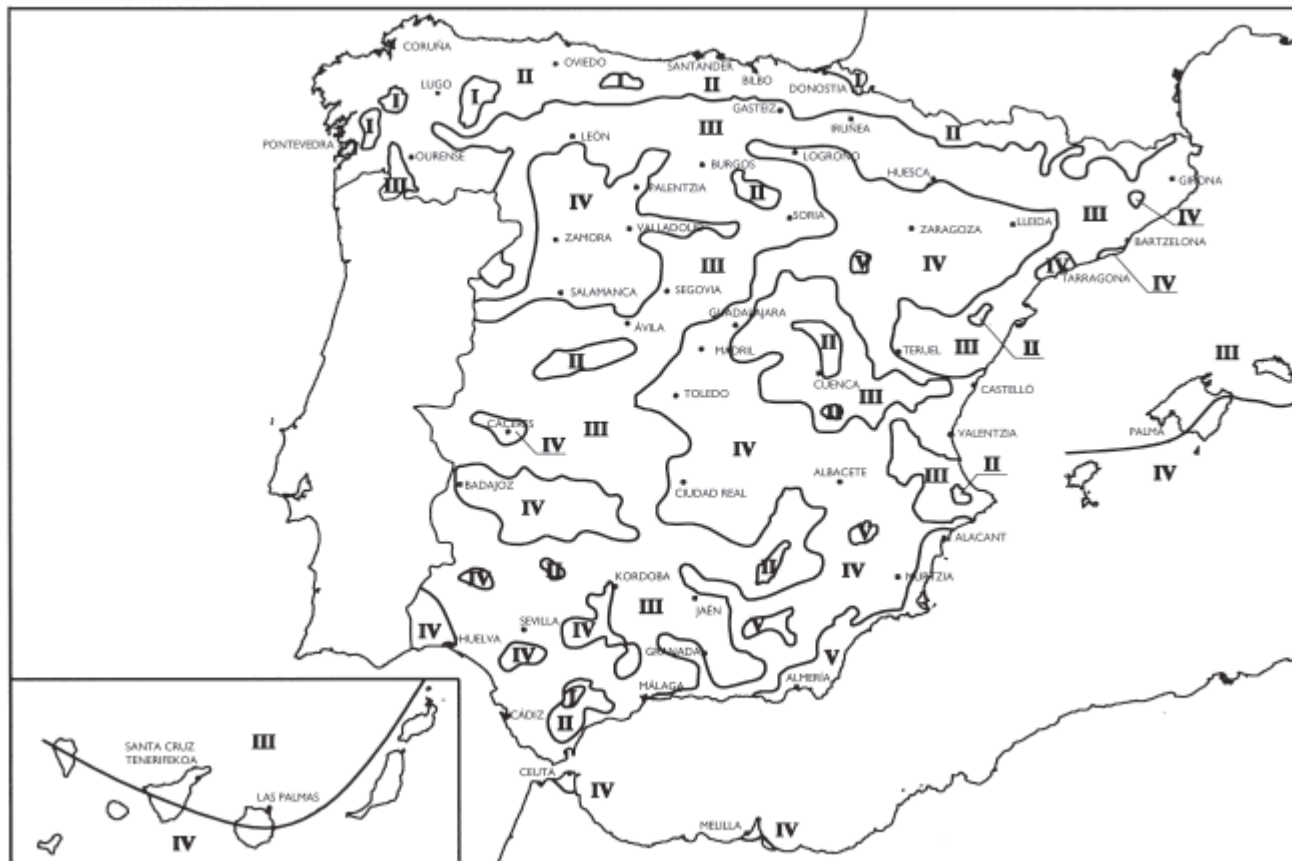 CORUÑA
OVIEDO
SANTANDER
BILBO
DONOSTIA
I
LUGO
II
I
II
I
I
GASTEIZ
IRUÑEA
II
I
PONTEVEDRA
LEÓN
III
OURENSE
BURGOS
LOGROÑO
HUESCA
GIRONA
III
IV
PALENTZIA
II
SORIA
III
IV
ZAMORA
VALLADOLID
ZARAGOZA
LLEIDA
BARTZELONA
III
V
IV
IV
TARRAGONA
IV
SALAMANCA
SEGOVIA
ÁVILA
GUADALAJARA
II
MADRIL
II
TERUEL
III
II
III
CUENCA
TOLEDO
III
CASTELLÓ
II
CÁCERES
IV
III
IV
VALENTZIA
PALMA
IV
BADAJOZ
IV
CIUDAD REAL
ALBACETE
III
II
V
ALACANT
IV
II
II
IV
MURTZIA
KORDOBA
III
JAÉN
IV
HUELVA
SEVILLA
IV
V
IV
GRANADA
V
MÁLAGA
ALMERÍA
I
CÁDIZ
II
CEUTA
IV
MELILLA
IV
III
SANTA CRUZ
TENERIFEKOA
LAS PALMAS
IV